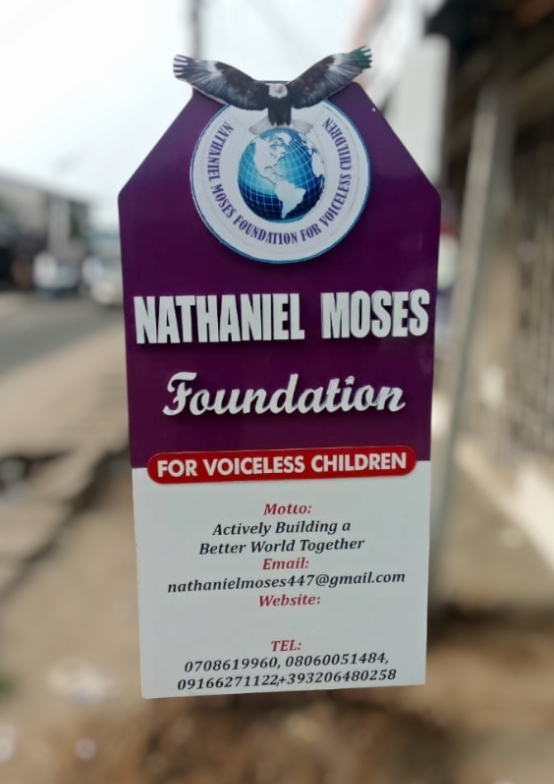 NATHANIEL MOSES FOUNDATION FOR VOICELESS CHILDREN
NATHANIEL MOSES
Foundation
FOR VOICELESS CHILDREN
Motto:
Actively Building a
Better World Together
Email:
nathanielmoses447@gmail.com
Website:
TEL:
0708619960, 08060051484,
09166271122,+393206480258